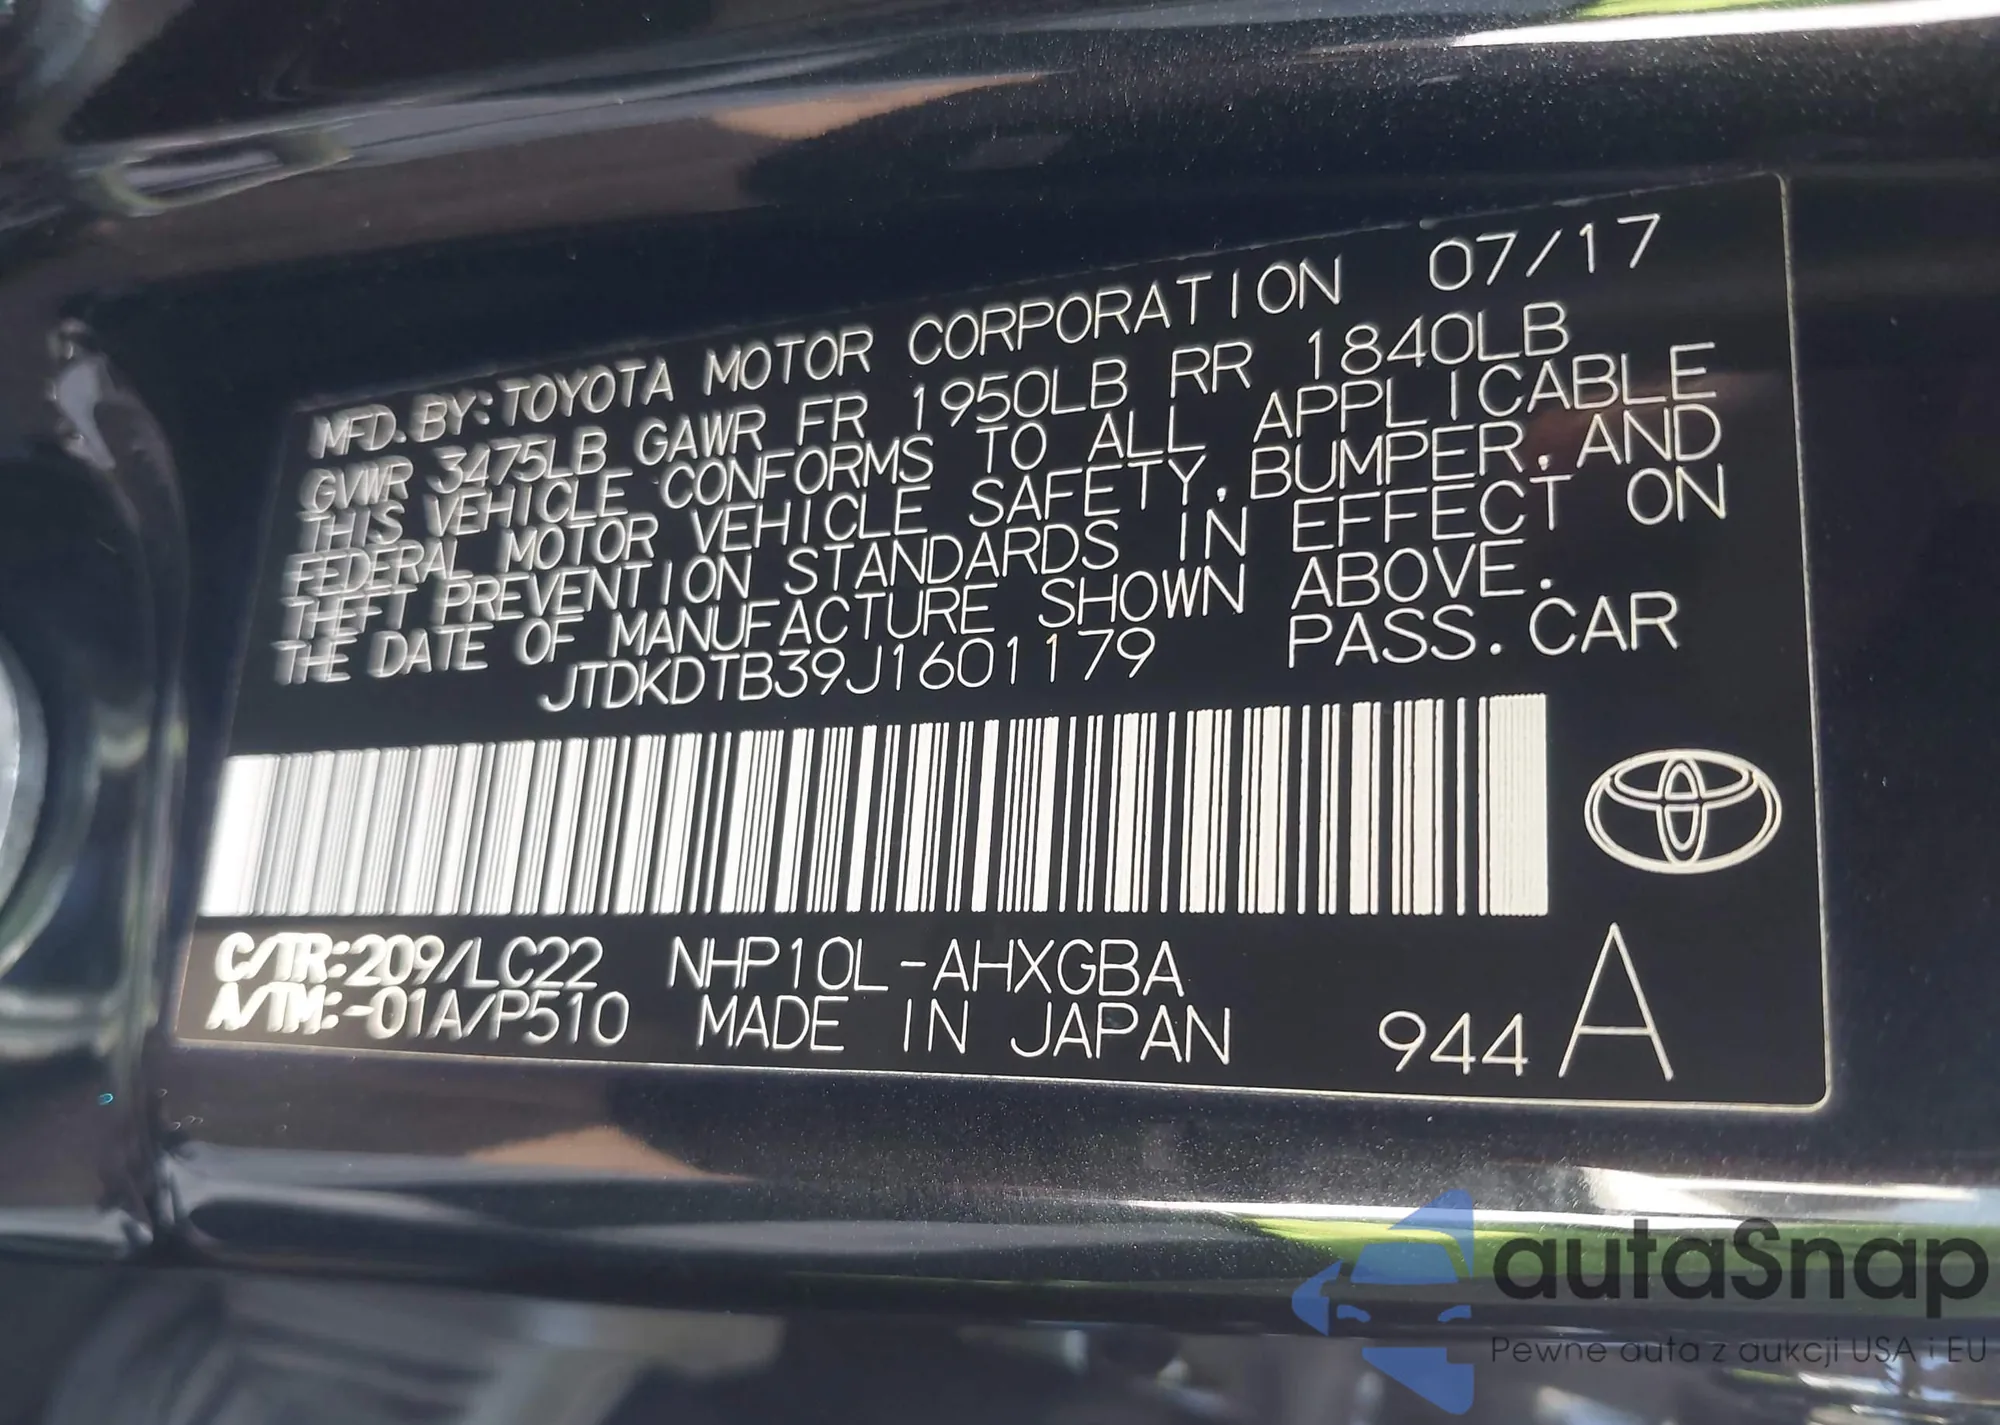 MFD. BY: TOYOTA MOTOR CORPORATION 07/17
GVWR 3475LB GAWR FR 1950LB RR 1840LB
THIS VEHICLE CONFORMS TO ALL APPLICABLE
FEDERAL MOTOR VEHICLE SAFETY, BUMPER, AND
THEFT PREVENTION STANDARDS IN EFFECT ON
THE DATE OF MANUFACTURE SHOWN ABOVE.
JTDKDTB39J1601179 PASS. CAR
C/TR:209/LC22 NHP10L-AHXGBA
A/TM:-01A/P510 MADE IN JAPAN 944 A
autaSnap
Pewne auta z aukcji USA i EU